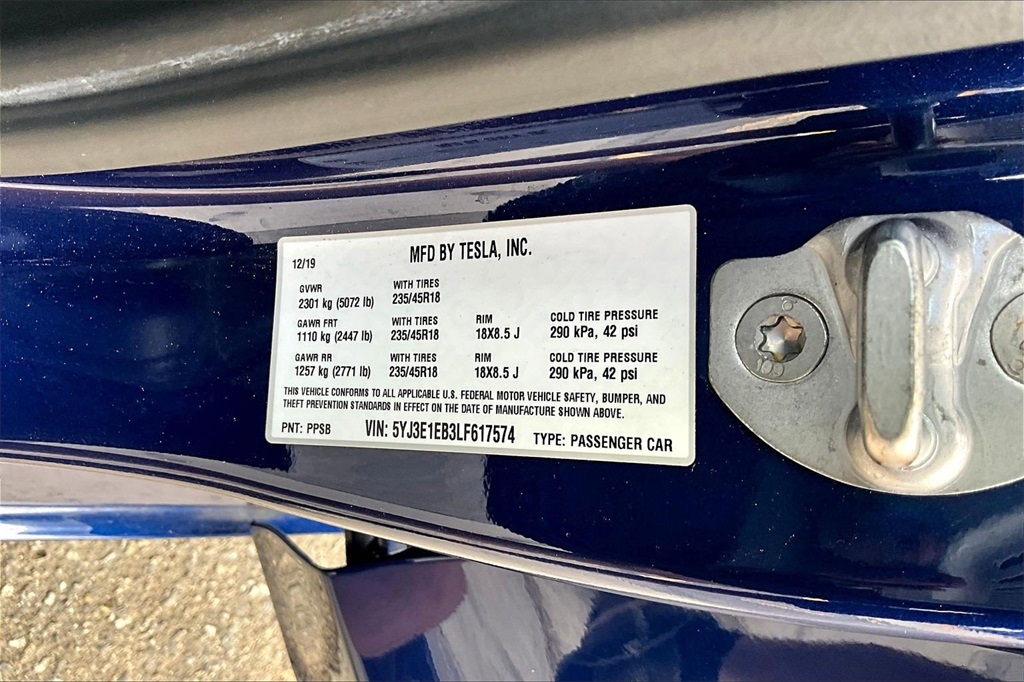 MFD BY TESLA, INC.
12/19
GVWR WITH TIRES
2301 kg (5072 lb) 235/45R18
GAWR FRT WITH TIRES RIM COLD TIRE PRESSURE
1110 kg (2447 lb) 235/45R18 18X8.5 J 290 kPa, 42 psi
GAWR RR WITH TIRES RIM COLD TIRE PRESSURE
1257 kg (2771 lb) 235/45R18 18X8.5 J 290 kPa, 42 psi
THIS VEHICLE CONFORMS TO ALL APPLICABLE U.S. FEDERAL MOTOR VEHICLE SAFETY, BUMPER, AND
THEFT PREVENTION STANDARDS IN EFFECT ON THE DATE OF MANUFACTURE SHOWN ABOVE.
PNT: PPSB VIN: 5YJ3E1EB3LF617574 TYPE: PASSENGER CAR